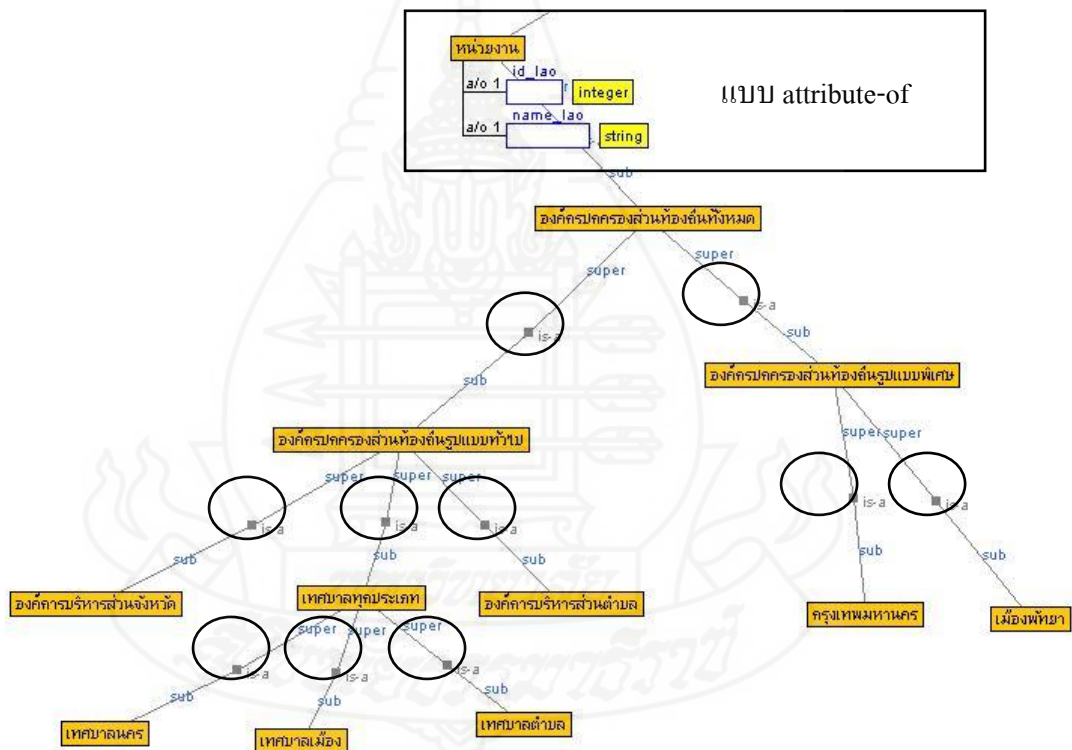 หน่วยงาน
id_lao
a/o 1
integer
name_lao
a/o 1
string
แบบ attribute-of
sub
องค์กรปกครองส่วนท้องถิ่นทั้งหมด
super
super
is-a
is-a
sub
sub
องค์กรปกครองส่วนท้องถิ่นรูปแบบพิเศษ
องค์กรปกครองส่วนท้องถิ่นรูปแบบทั่วไป
super
super
super
super
super
is-a
is-a
is-a
is-a
is-a
sub
sub
sub
sub
sub
องค์การบริหารส่วนจังหวัด
เทศบาลทุกประเภท
องค์การบริหารส่วนตำบล
กรุงเทพมหานคร
เมืองพัทยา
super
super
super
is-a
is-a
is-a
sub
sub
sub
เทศบาลนคร
เทศบาลเมือง
เทศบาลตำบล